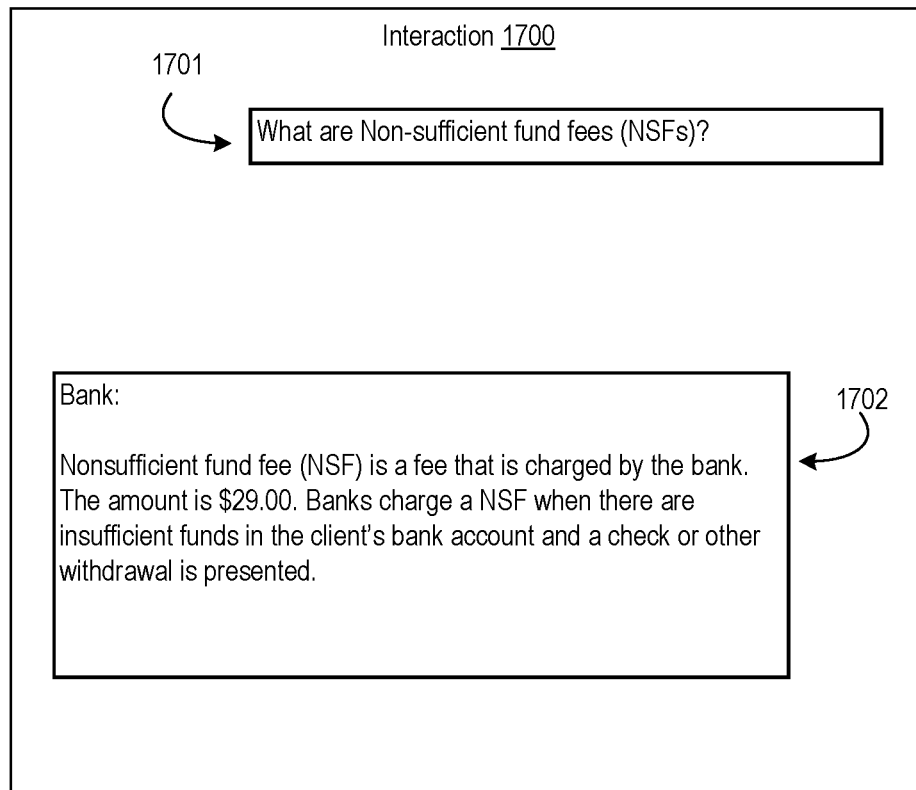 Interaction 1700
1701
What are Non-sufficient fund fees (NSFs)?
Bank:
1702
Nonsufficient fund fee (NSF) is a fee that is charged by the bank.
The amount is $29.00. Banks charge a NSF when there are
insufficient funds in the client's bank account and a check or other
withdrawal is presented.